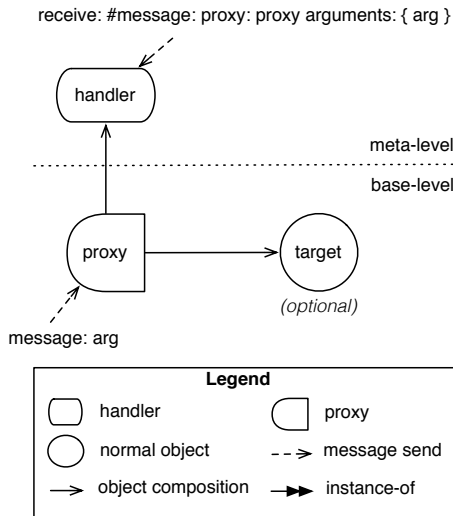 receive: #message: proxy: proxy arguments: { arg }
handler
meta-level
base-level
proxy
target
(optional)
message: arg
Legend
handler
proxy
normal object
message send
object composition
instance-of